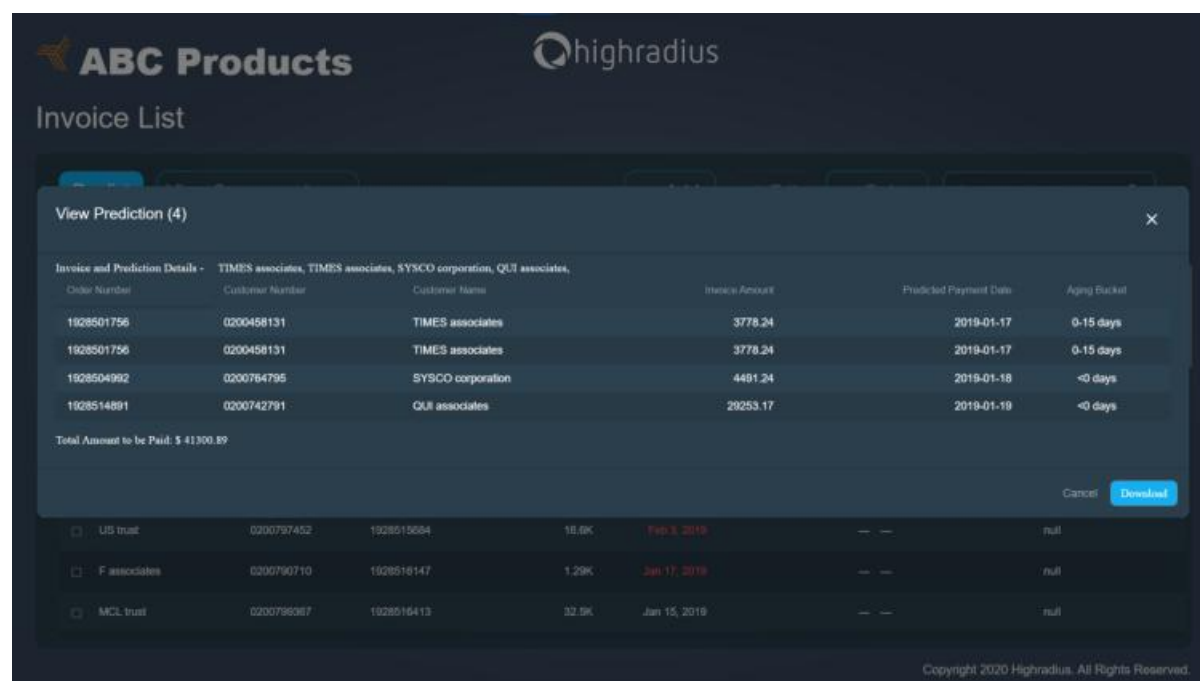 ABC Products
highradius
Invoice List
View Prediction (4) ×
Invoice and Prediction Details - TIMES associates, TIMES associates, SYSCO corporation, QUI associates,
Order Number Customer Number Customer Name Invoice Amount Predicted Payment Date Aging Bucket
1928501756 0200458131 TIMES associates 3778.24 2019-01-17 0-15 days
1928501756 0200458131 TIMES associates 3778.24 2019-01-17 0-15 days
1928504992 0200764795 SYSCO corporation 4491.24 2019-01-18 <0 days
1928514891 0200742791 QUI associates 29253.17 2019-01-19 <0 days
Total Amount to be Paid: $ 41300.89
Cancel Download
US trust 0200797452 1928515684 16.6K Feb 3, 2019 — — null
F associates 0200790710 1928516147 1.29K Jan 17, 2019 — — null
MCL trust 0200799367 1928516413 32.5K Jan 15, 2019 — — null
Copyright 2020 Highradius. All Rights Reserved.